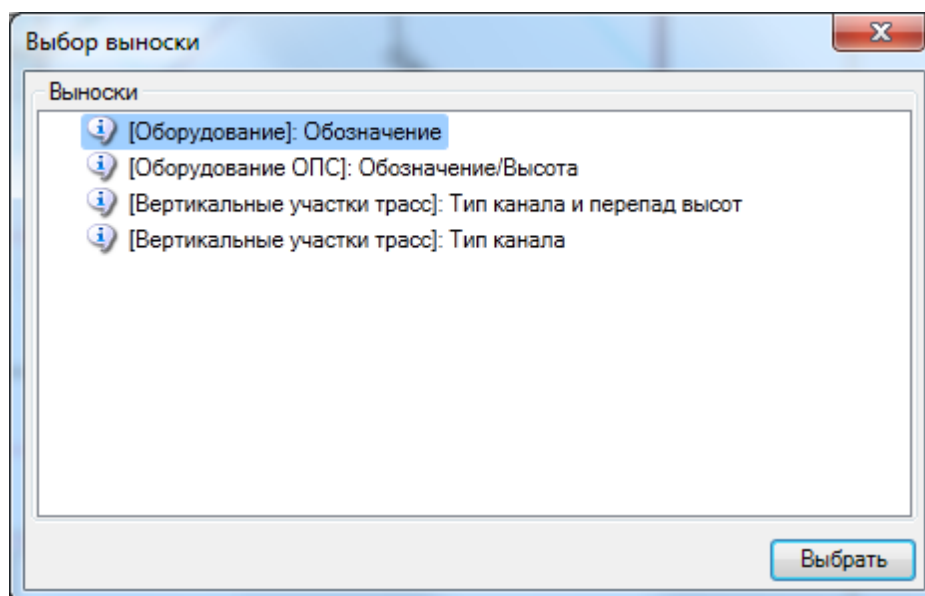 Выбор выноски
Выноски
[Оборудование]: Обозначение
[Оборудование ОПС]: Обозначение/Высота
[Вертикальные участки трасс]: Тип канала и перепад высот
[Вертикальные участки трасс]: Тип канала
Выбрать